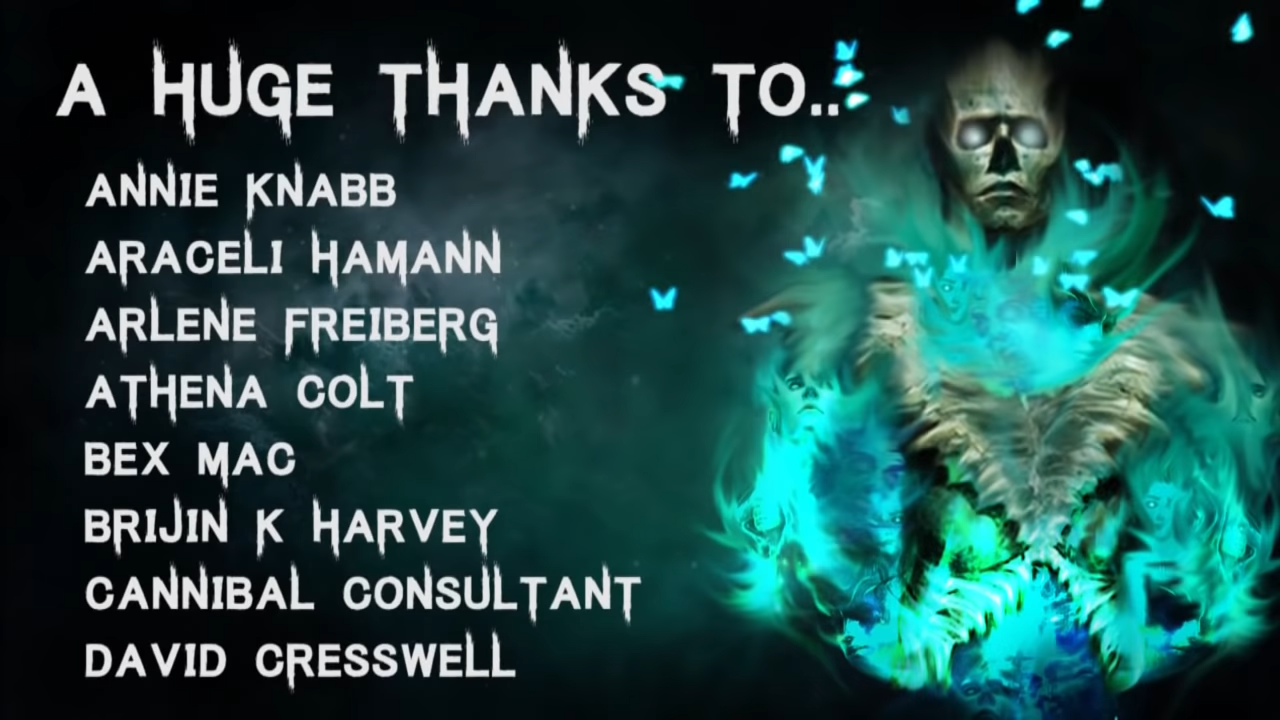 A HUGE THANKS TO..
ANNIE KNABB
ARACELI HAMANN
ARLENE FREIBERG
ATHENA COLT
BEX MAC
BRIJIN K HARVEY
CANNIBAL CONSULTANT
DAVID CRESSWELL